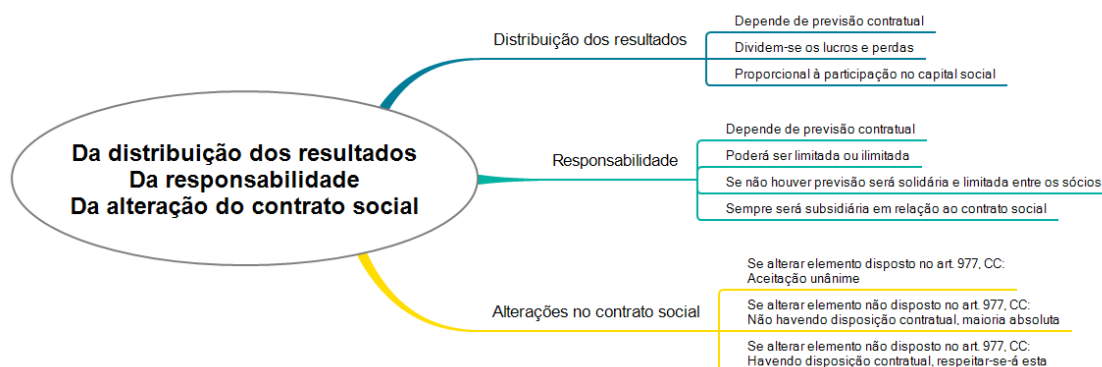 Da distribuição dos resultados
Da responsabilidade
Da alteração do contrato social
Distribuição dos resultados
Depende de previsão contratual
Dividem-se os lucros e perdas
Proporcional à participação no capital social
Responsabilidade
Depende de previsão contratual
Poderá ser limitada ou ilimitada
Se não houver previsão será solidária e limitada entre os sócios
Sempre será subsidiária em relação ao contrato social
Alterações no contrato social
Se alterar elemento disposto no art. 977, CC:
Aceitação unânime
Se alterar elemento não disposto no art. 977, CC:
Não havendo disposição contratual, maioria absoluta
Se alterar elemento não disposto no art. 977, CC:
Havendo disposição contratual, respeitar-se-á esta